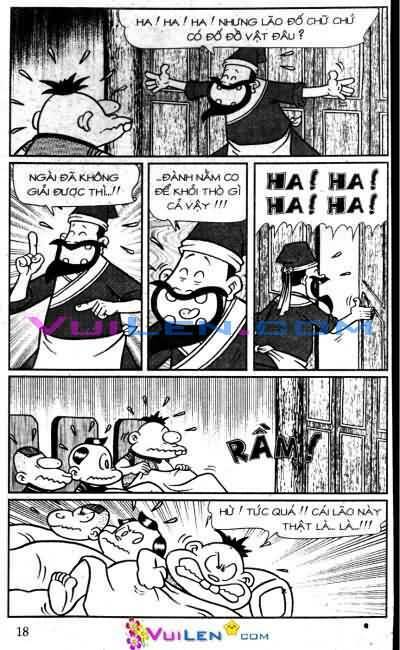 HA! HA! HA! NHƯNG LÃO ĐỐ CHỮ CHỨ
CÓ ĐỐ ĐỒ VẬT ĐÂU?
NGÀI ĐÃ KHÔNG
GIẢI ĐƯỢC THÌ..!!
..ĐÀNH NẰM CO
ĐỂ KHỎI THÒ GÌ
CẢ VẬY !!!
HA! HA!
HA! HA!
VUILEN.COM
RẦM!
HỪ! TỨC QUÁ!! CÁI LÃO NÀY
THẬT LÀ.. LÀ..!!!
18
VUILEN.COM